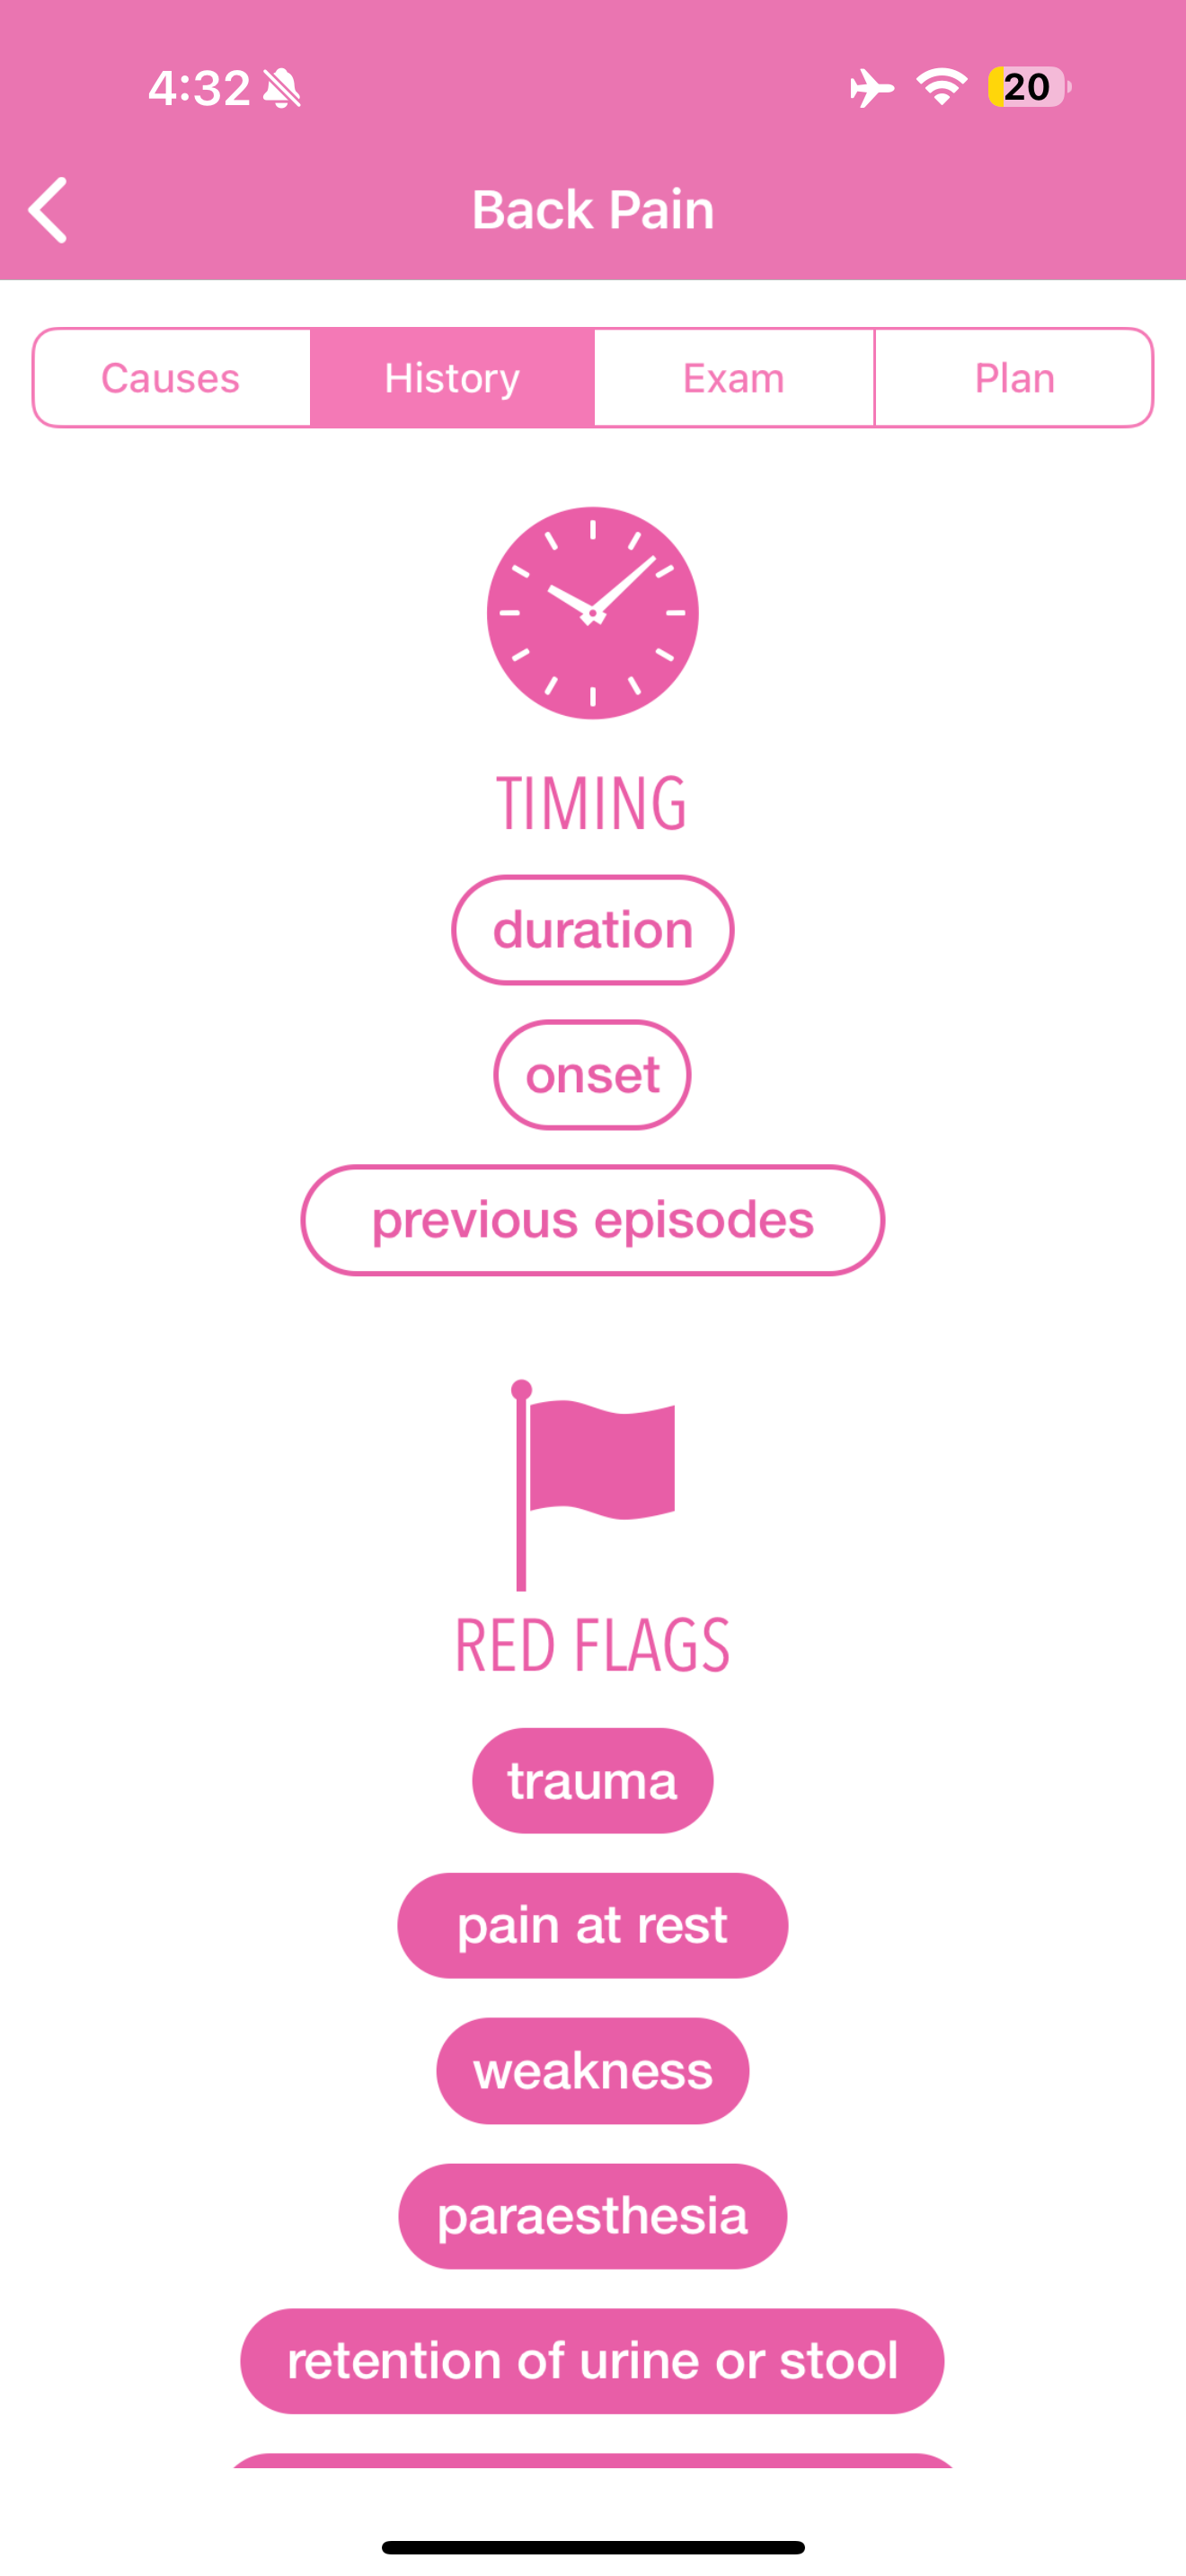 4:32
20
Back Pain
Causes History Exam Plan
TIMING
duration
onset
previous episodes
RED FLAGS
trauma
pain at rest
weakness
paraesthesia
retention of urine or stool